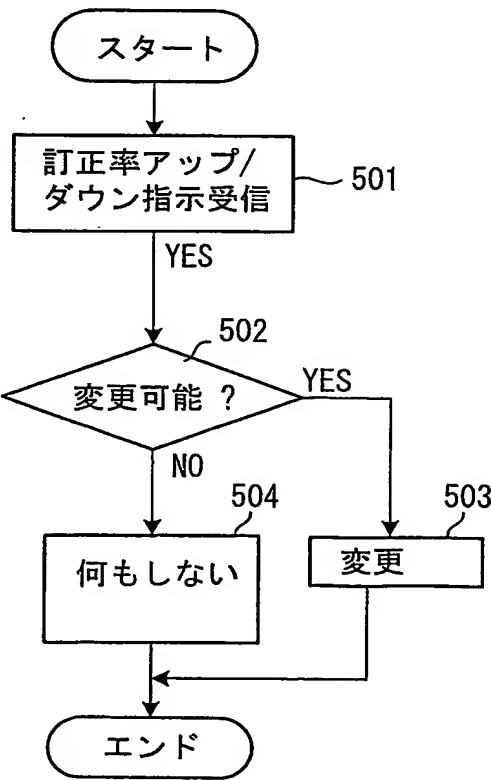 スタート
訂正率アップ/
ダウン指示受信
501
YES
502
変更可能 ?
YES
NO
504
503
何もしない
変更
エンド